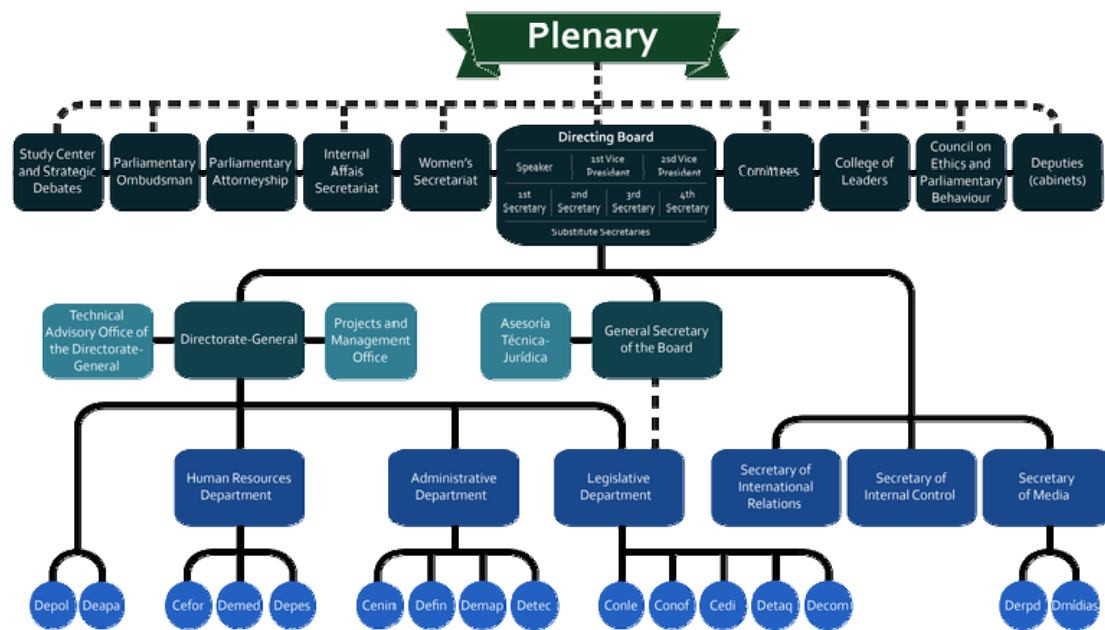 Plenary
Study Center
and Strategic
Debates
Parliamentary
Ombudsman
Parliamentary
Attorneyship
Internal
Affais
Secretariat
Women's
Secretariat
Directing Board
Speaker
1st Vice
President
2sd Vice
President
1st
Secretary
2nd
Secretary
3rd
Secretary
4th
Secretary
Substitute Secretaries
Comittees
College of
Leaders
Council on
Ethics and
Parliamentary
Behaviour
Deputies
(cabinets)
Technical
Advisory Office of
the Directorate-
General
Directorate-General
Projects and
Management
Office
Asesoría
Técnica-
Jurídica
General Secretary
of the Board
Human Resources
Department
Administrative
Department
Legislative
Department
Secretary of
International
Relations
Secretary of
Internal Control
Secretary
of Media
Depol
Deapa
Cefor
Demed
Depes
Cenin
Defin
Demap
Detec
Conle
Conof
Cedi
Detaq
Decom
Derpd
Dmídias